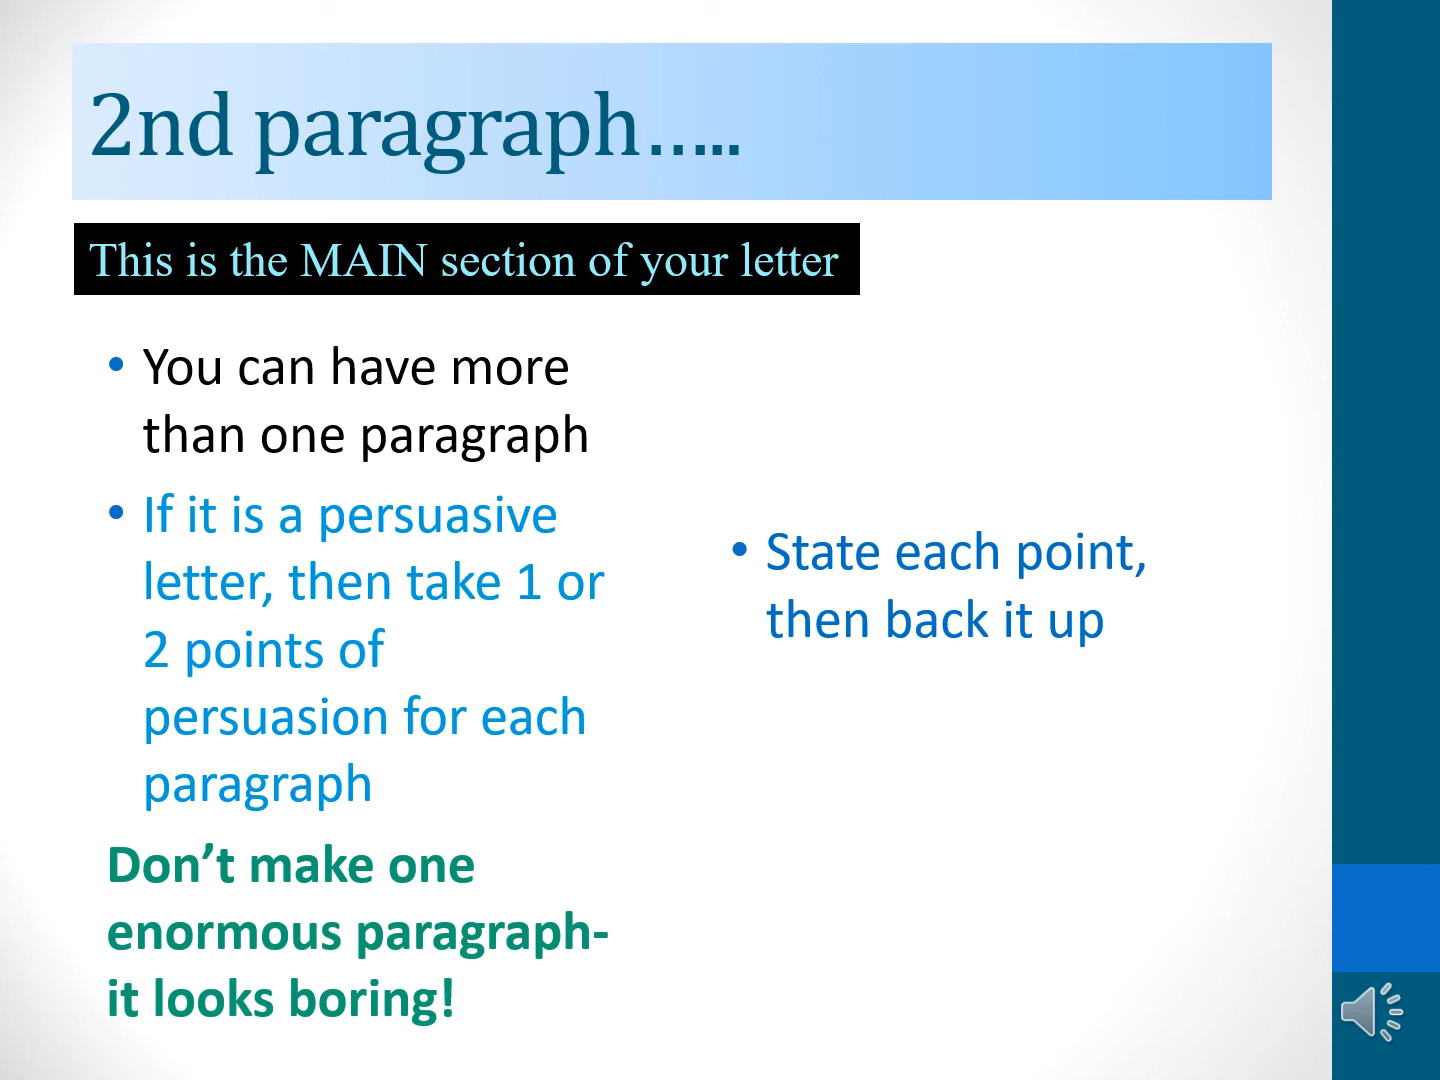 2nd paragraph…..
This is the MAIN section of your letter
• You can have more
than one paragraph
• If it is a persuasive
letter, then take 1 or
2 points of
persuasion for each
paragraph
Don’t make one
enormous paragraph-
it looks boring!
• State each point,
then back it up